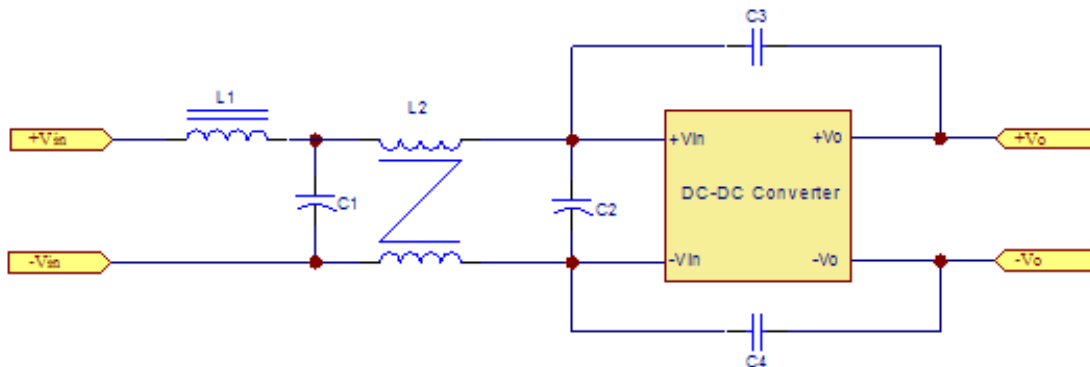 C3
L1
L2
+Vin
+Vin
+Vo
+Vo
DC-DC Converter
C1
C2
-Vin
-Vin
-Vo
-Vo
C4